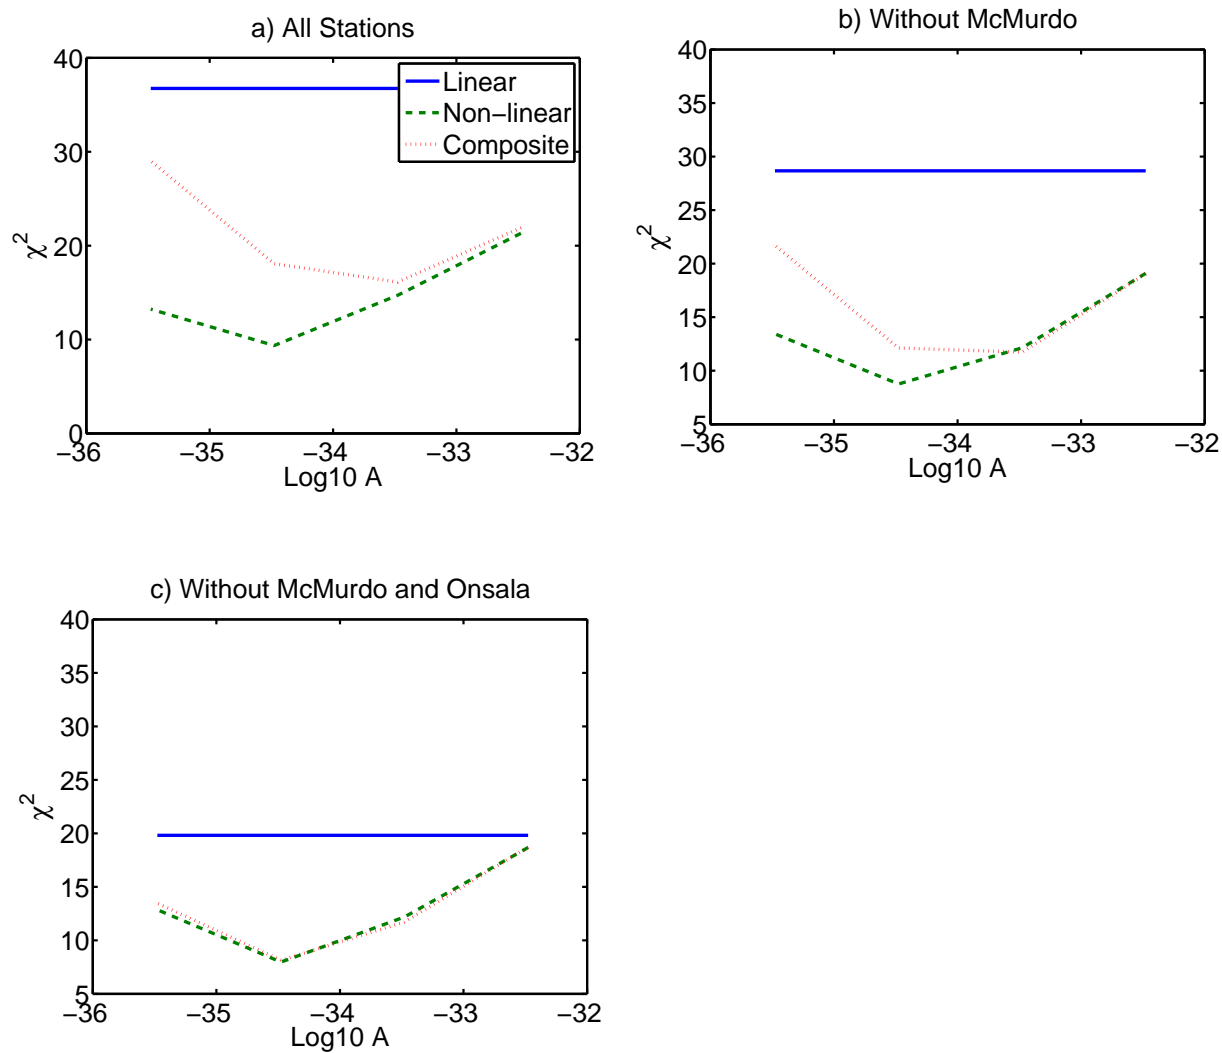 a) All Stations
40
30
20
10
0
χ2
−36 −35 −34 −33 −32
Log10 A
Linear
Non−linear
Composite
b) Without McMurdo
40
35
30
25
20
15
10
5
χ2
−36 −35 −34 −33 −32
Log10 A
c) Without McMurdo and Onsala
40
35
30
25
20
15
10
5
χ2
−36 −35 −34 −33 −32
Log10 A